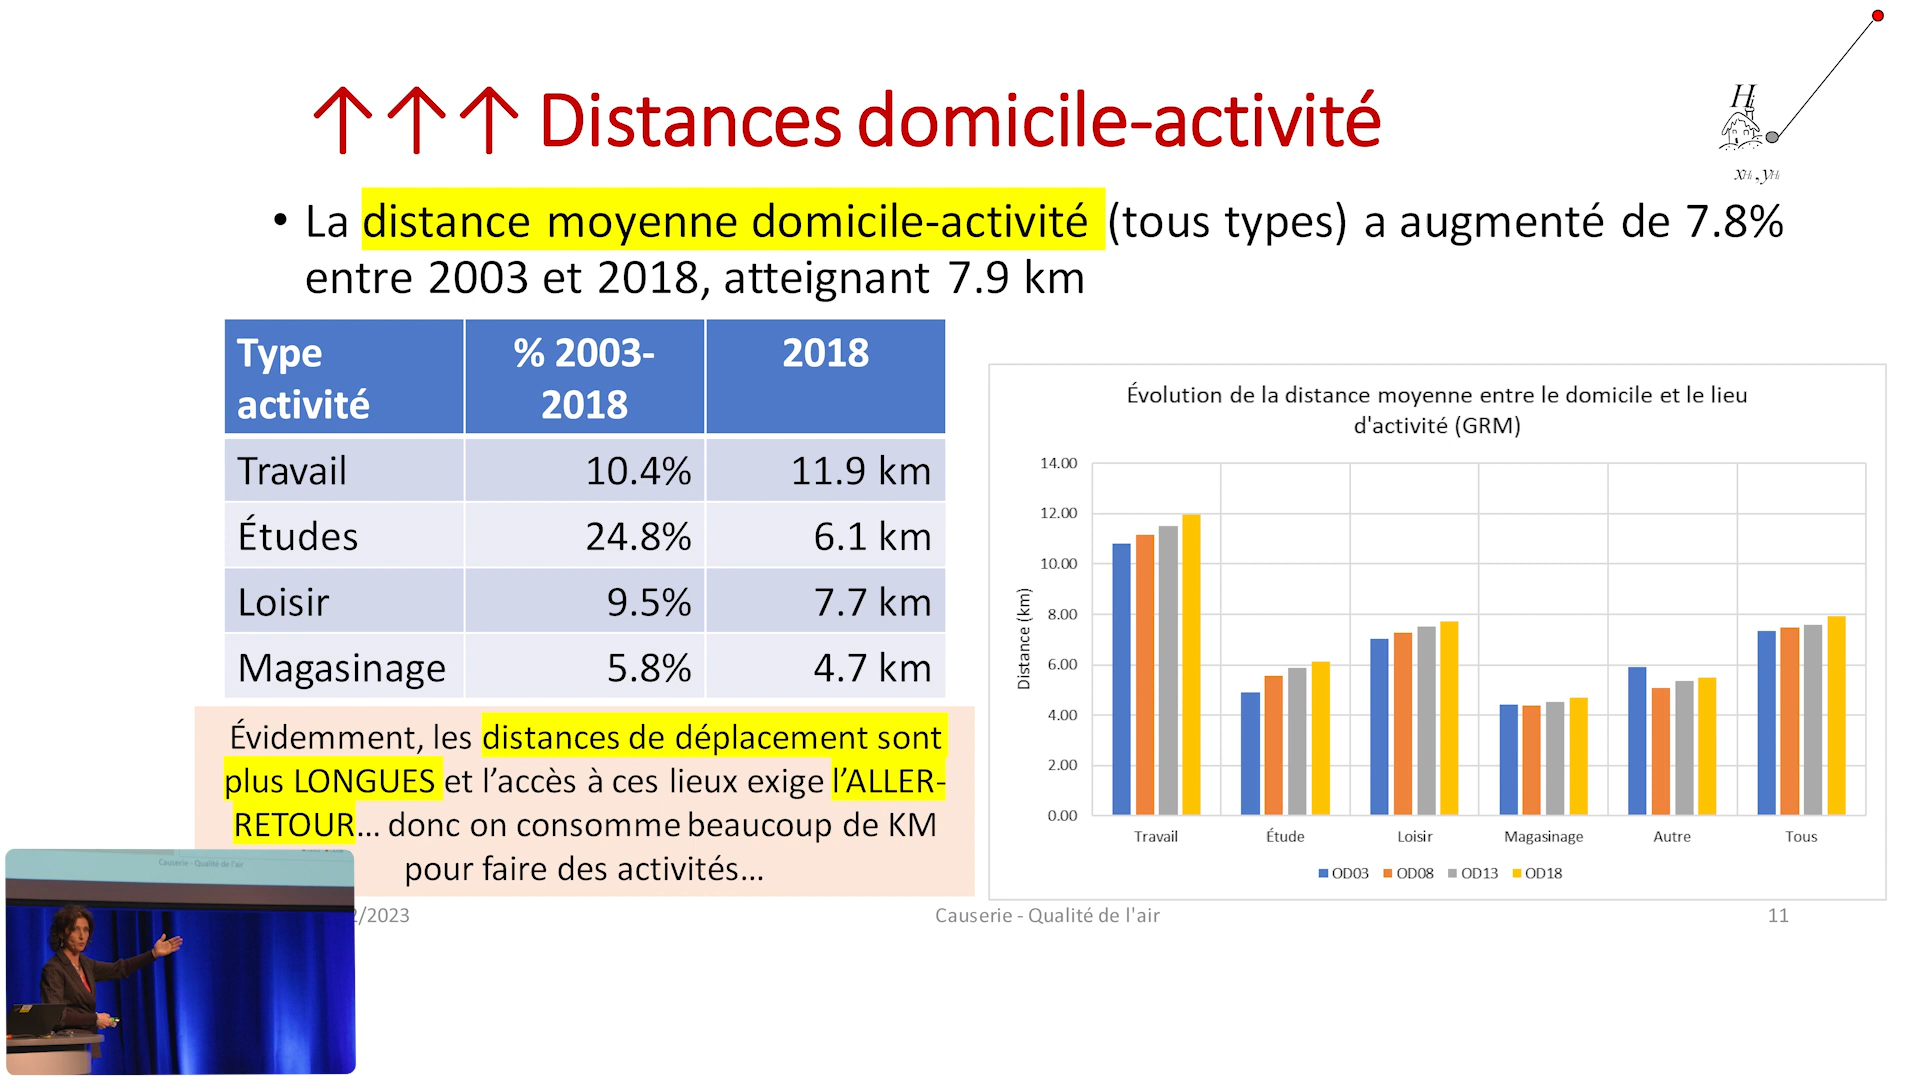 ↑↑↑ Distances domicile-activité
H
i
xHi ,yHi
• La distance moyenne domicile-activité (tous types) a augmenté de 7.8%
entre 2003 et 2018, atteignant 7.9 km
Type activité % 2003-2018 2018
Travail 10.4% 11.9 km
Études 24.8% 6.1 km
Loisir 9.5% 7.7 km
Magasinage 5.8% 4.7 km
Évidemment, les distances de déplacement sont
plus LONGUES et l’accès à ces lieux exige l’ALLER-
RETOUR... donc on consomme beaucoup de KM
pour faire des activités...
Évolution de la distance moyenne entre le domicile et le lieu
d'activité (GRM)
Distance (km)
14.00
12.00
10.00
8.00
6.00
4.00
2.00
0.00
Travail Étude Loisir Magasinage Autre Tous
OD03 OD08 OD13 OD18
Causerie - Qualité de l'air
2/2023 Causerie - Qualité de l'air 11